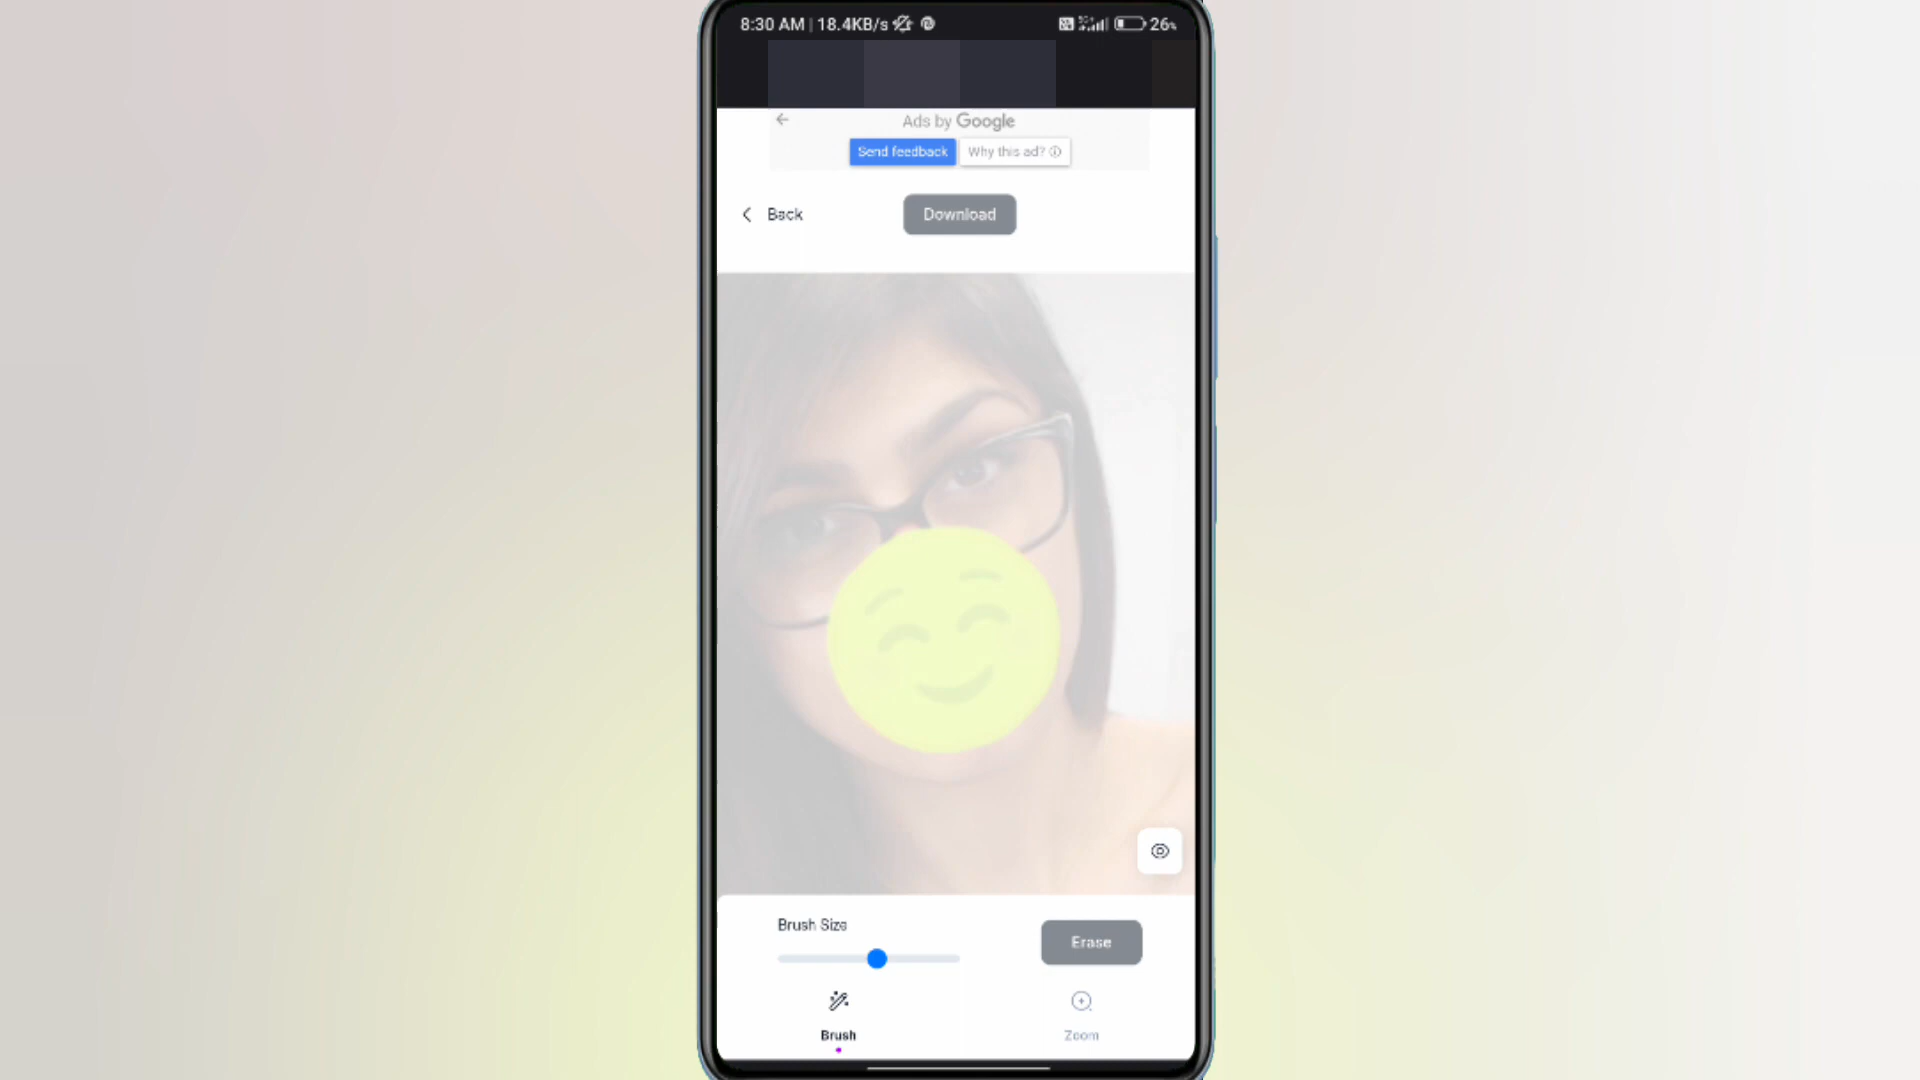 8:30 AM | 18.4KB/s
26%
Ads by Google
Send feedback
Why this ad?
Back
Download
Brush Size
Erase
Brush
Zoom